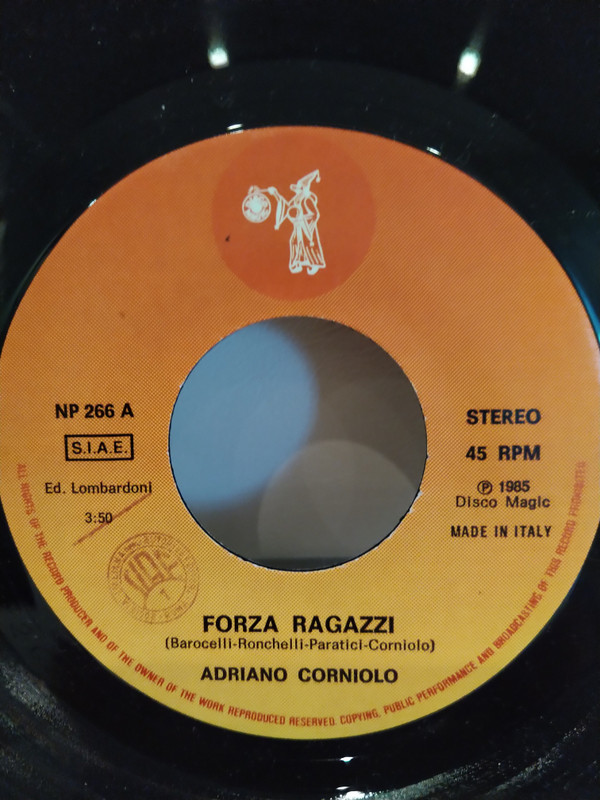 NP 266 A
S.I.A.E.
Ed. Lombardoni
3:50
STEREO
45 RPM
Ⓟ 1985
Disco Magic
MADE IN ITALY
FORZA RAGAZZI
(Barocelli-Ronchelli-Paratici-Corniolo)
ADRIANO CORNIOLO
ALL RIGHTS OF THE RECORD PRODUCER AND OF THE OWNER OF THE WORK REPRODUCED RESERVED. COPYING, PUBLIC PERFORMANCE AND BROADCASTING OF THIS RECORD PROHIBITED